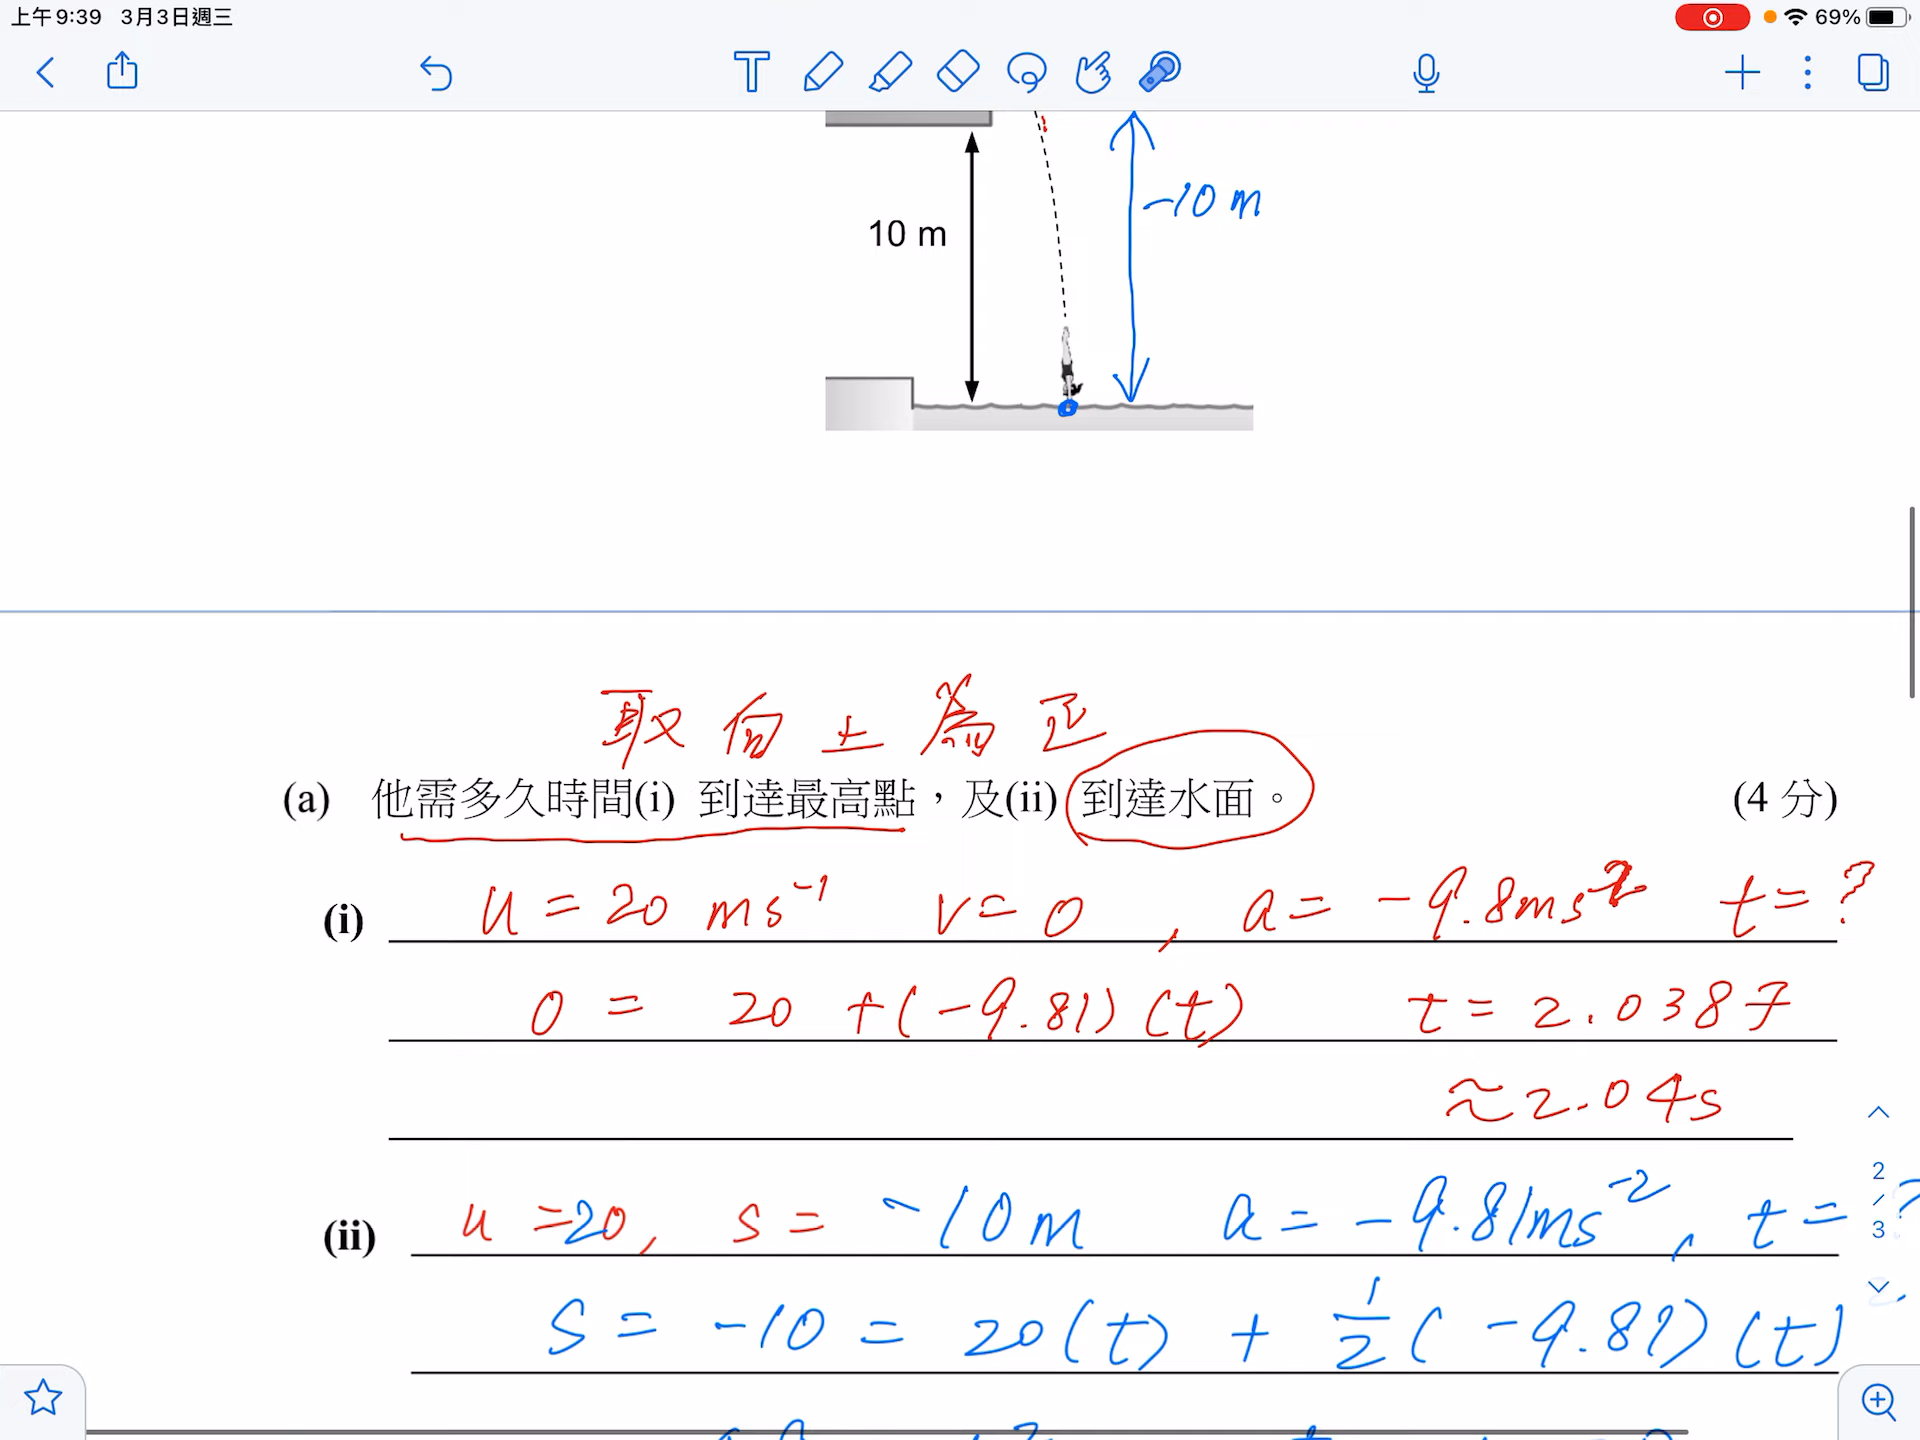 上午9:39 3月3日週三 69%
T
10 m
-10 m
取向上為正
(a) 他需多久時間(i) 到達最高點，及(ii) 到達水面。 (4 分)
(i) u = 20 ms⁻¹ v = 0 , a = -9.8ms⁻² t = ?
0 = 20 + (-9.81) (t) t = 2.0387
≈ 2.04s
2
/
3
(ii) u = 20, s = -10m a = -9.81ms⁻², t = ?
S = -10 = 20(t) + ½(-9.81)(t)